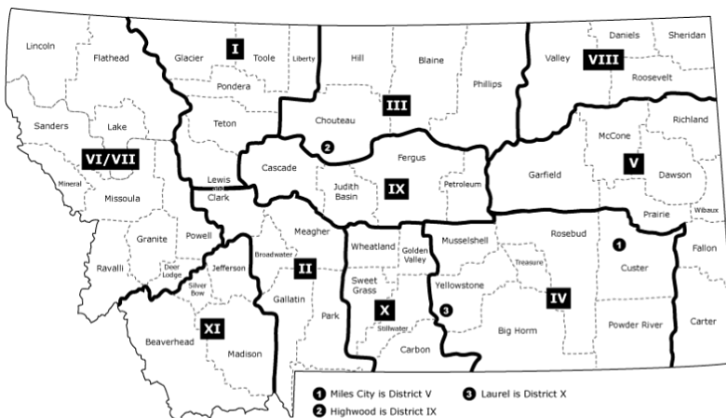 Lincoln
Flathead
Glacier
I
Toole
Liberty
Hill
Blaine
Phillips
Valley
Daniels
Sheridan
VIII
Roosevelt
Pondera
Teton
Chouteau
III
2
Sanders
Lake
VI/VII
Mineral
Missoula
Lewis
and
Clark
Cascade
Fergus
Judith
Basin
IX
Petroleum
Garfield
McCone
V
Richland
Dawson
Prairie
Wibaux
Ravalli
Granite
Powell
Deer
Lodge
Silver
Bow
Jefferson
Broadwater
Meagher
II
Gallatin
Park
Wheatland
Golden
Valley
Sweet
Grass
X
Stillwater
Carbon
Musselshell
Rosebud
Treasure
Yellowstone
3
Big Horm
IV
1
Custer
Powder River
Fallon
Carter
Beaverhead
XI
Madison
1 Miles City is District V
3 Laurel is District X
2 Highwood is District IX